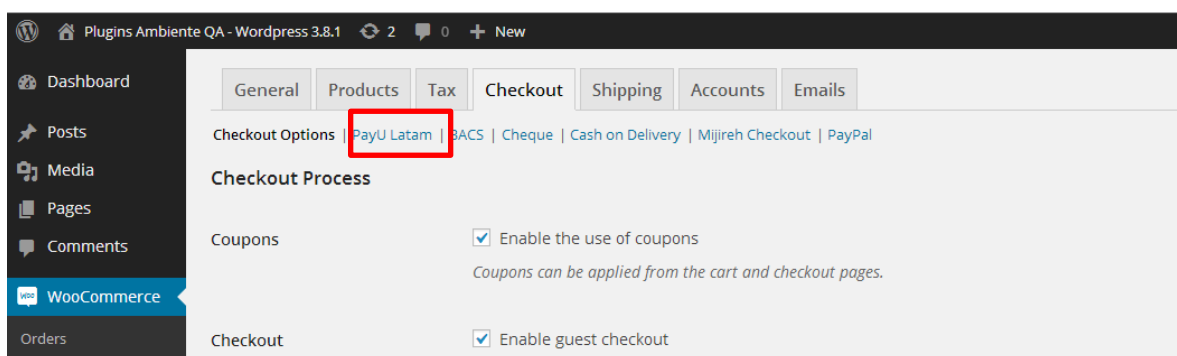 Plugins Ambiente QA - Wordpress 3.8.1 2 0 + New
Dashboard
Posts
Media
Pages
Comments
WooCommerce
Orders
General Products Tax Checkout Shipping Accounts Emails
Checkout Options | PayU Latam | BACS | Cheque | Cash on Delivery | Mijireh Checkout | PayPal
Checkout Process
Coupons Enable the use of coupons
Coupons can be applied from the cart and checkout pages.
Checkout Enable guest checkout